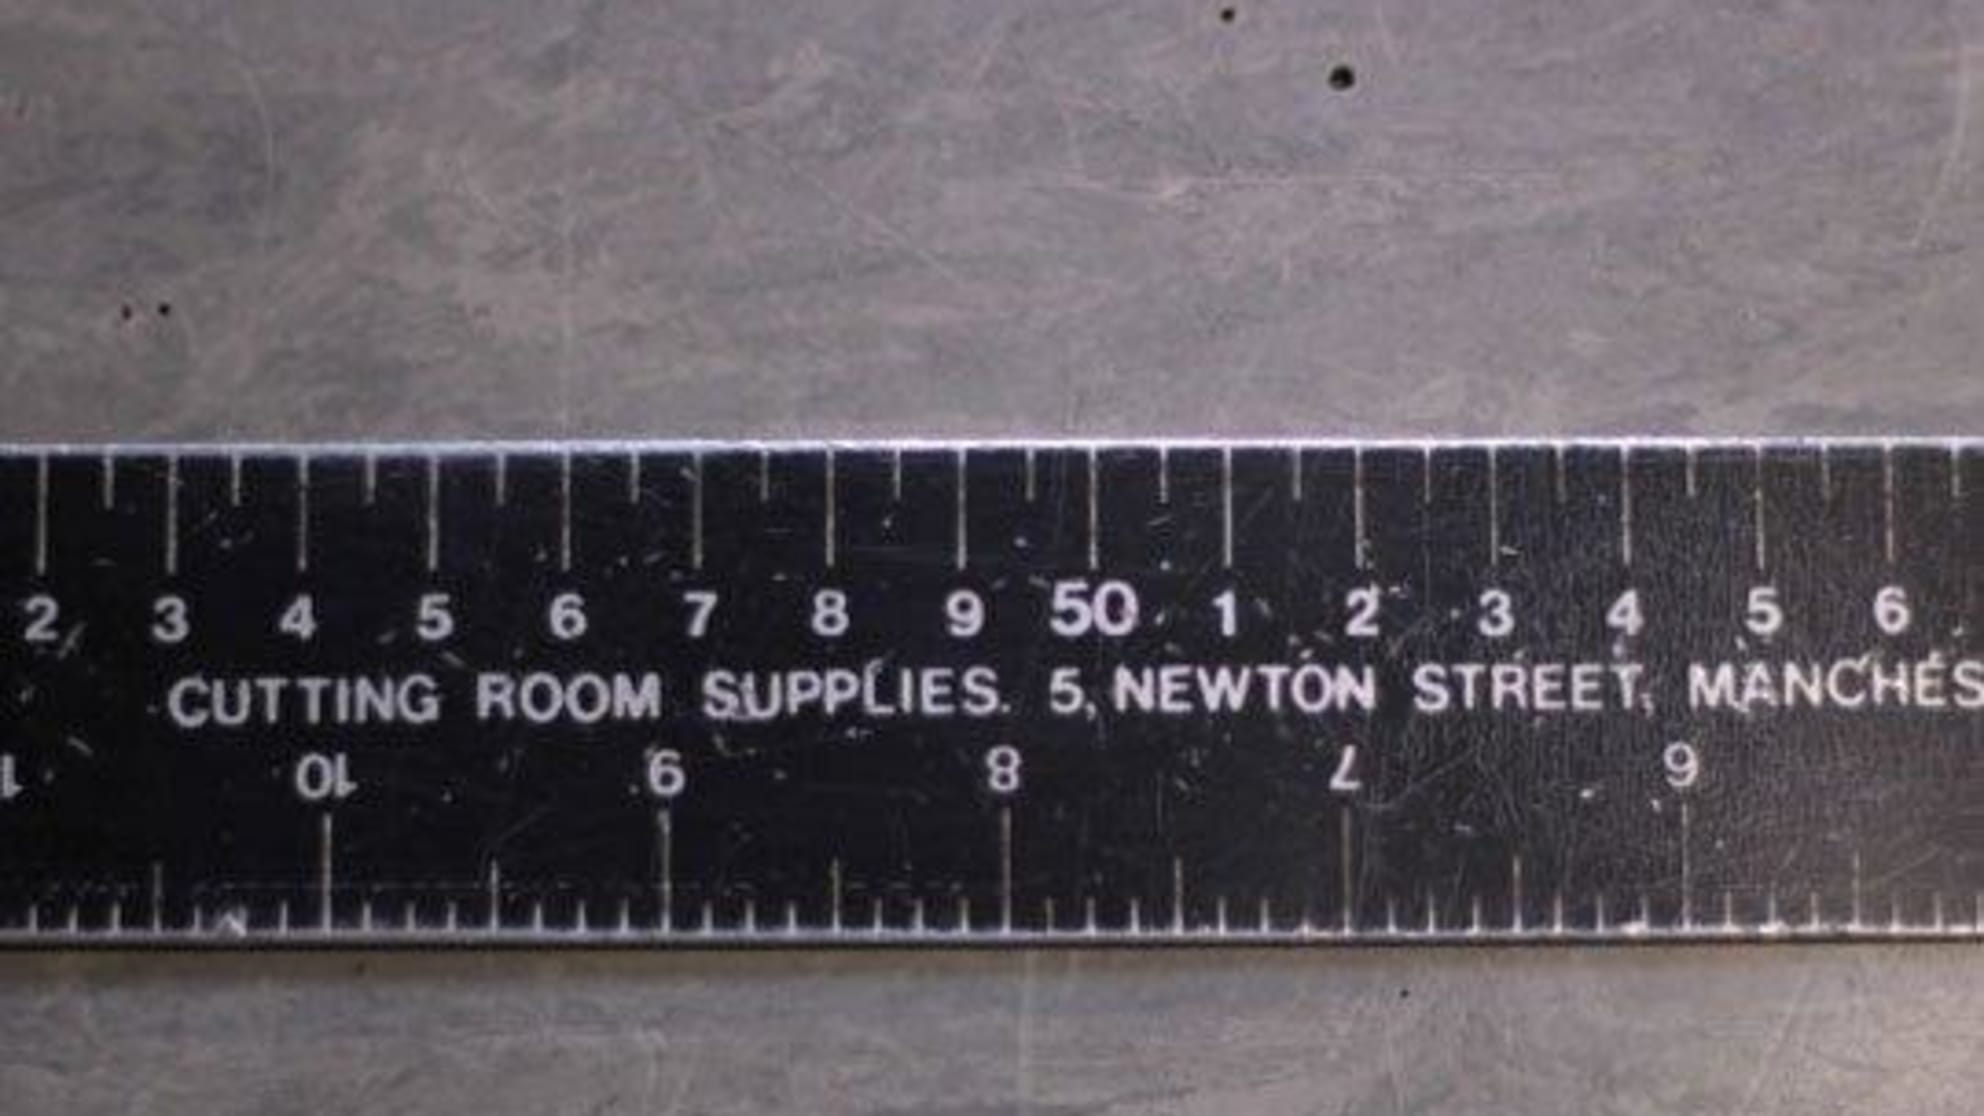 2 3 4 5 6 7 8 9 50 1 2 3 4 5 6
CUTTING ROOM SUPPLIES. 5, NEWTON STREET, MANCHES
10 9 8 7 6